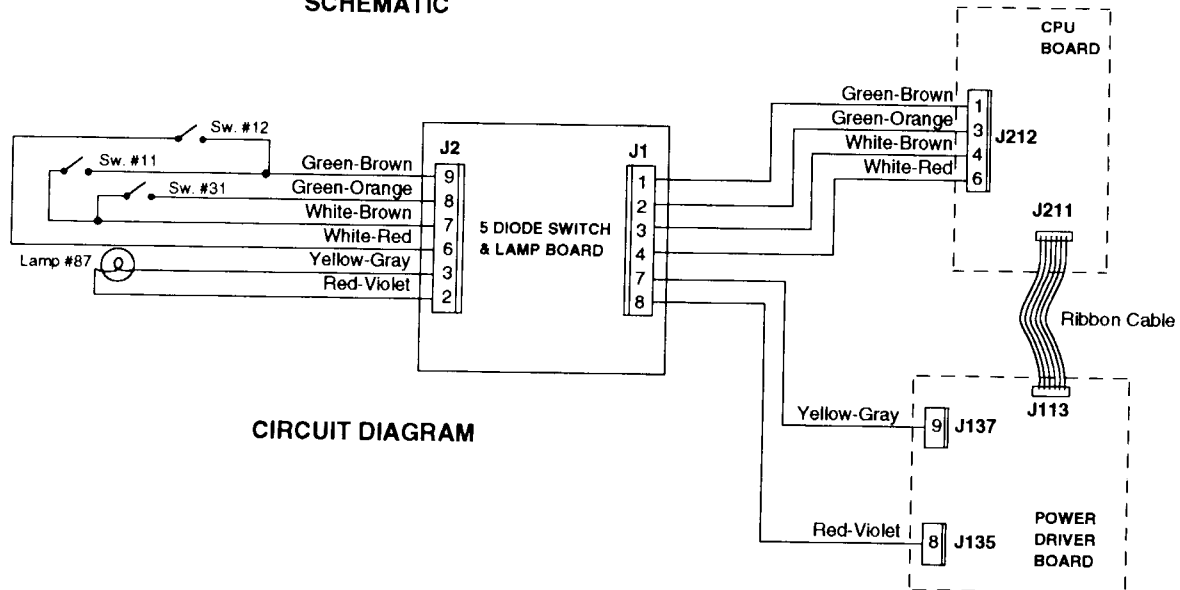 SCHEMATIC
CPU
BOARD
Green-Brown
1
Green-Orange
3
J212
White-Brown
4
White-Red
6
Sw. #12
J2
J1
Sw. #11
Green-Brown
9
1
Sw. #31
Green-Orange
8
2
White-Brown
7
5 DIODE SWITCH
& LAMP BOARD
3
White-Red
6
4
J211
Lamp #87
Yellow-Gray
3
7
Red-Violet
2
8
Ribbon Cable
J113
CIRCUIT DIAGRAM
Yellow-Gray
9
J137
Red-Violet
8
J135
POWER
DRIVER
BOARD